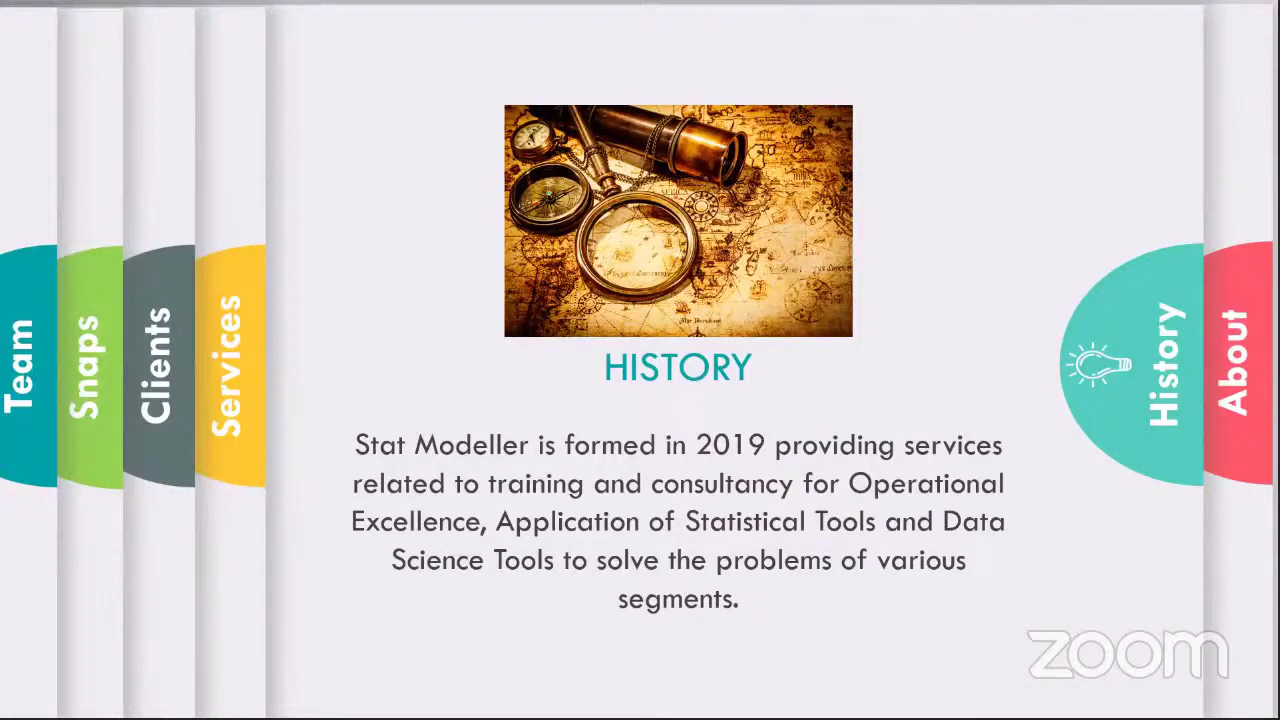 Team
Snaps
Clients
Services
HISTORY
Stat Modeller is formed in 2019 providing services
related to training and consultancy for Operational
Excellence, Application of Statistical Tools and Data
Science Tools to solve the problems of various
segments.
History
About
zoom